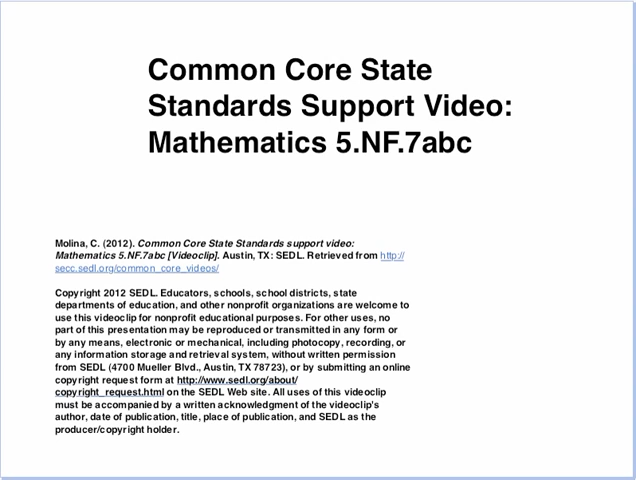 Common Core State
Standards Support Video:
Mathematics 5.NF.7abc
Molina, C. (2012). Common Core State Standards support video:
Mathematics 5.NF.7abc [Videoclip]. Austin, TX: SEDL. Retrieved from http://
secc.sedl.org/common_core_videos/
Copyright 2012 SEDL. Educators, schools, school districts, state
departments of education, and other nonprofit organizations are welcome to
use this videoclip for nonprofit educational purposes. For other uses, no
part of this presentation may be reproduced or transmitted in any form or
by any means, electronic or mechanical, including photocopy, recording, or
any information storage and retrieval system, without written permission
from SEDL (4700 Mueller Blvd., Austin, TX 78723), or by submitting an online
copyright request form at http://www.sedl.org/about/
copyright_request.html on the SEDL Web site. All uses of this videoclip
must be accompanied by a written acknowledgment of the videoclip's
author, date of publication, title, place of publication, and SEDL as the
producer/copyright holder.